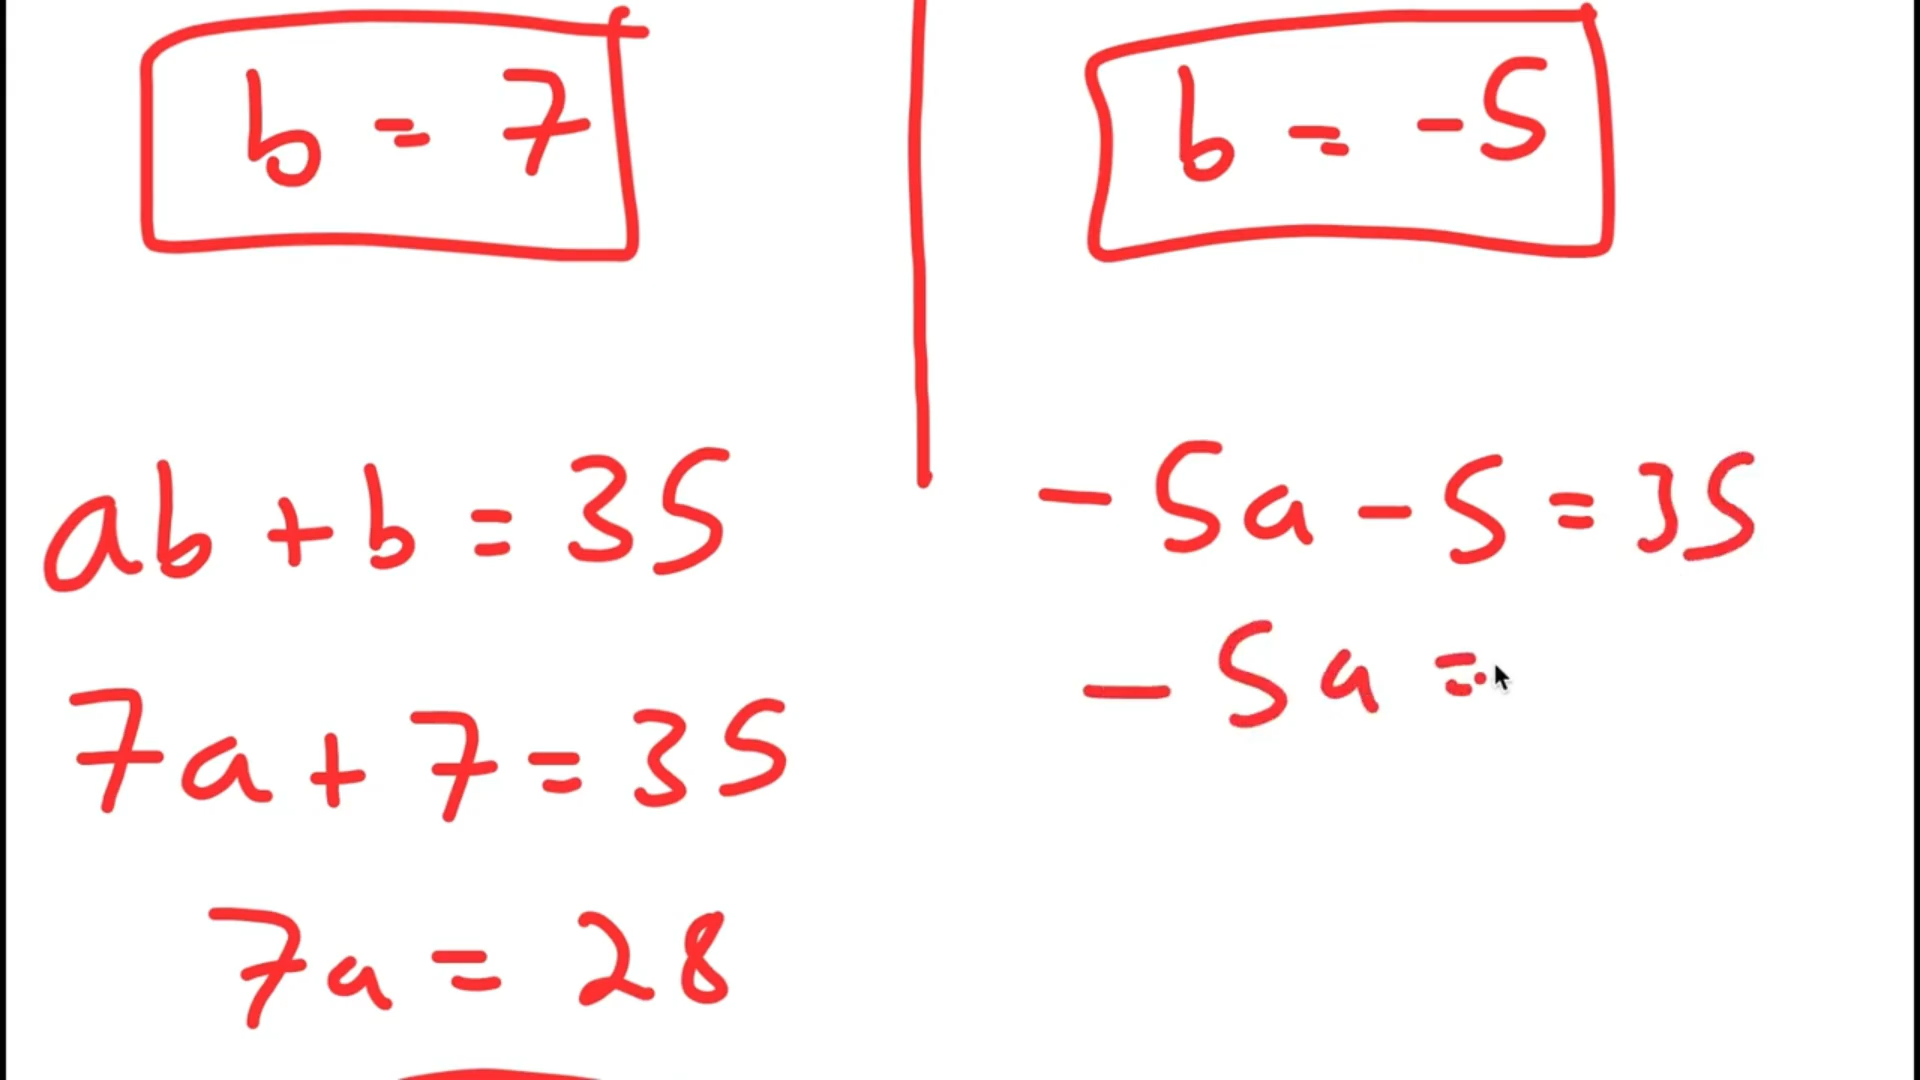 b = 7
ab + b = 35
7a + 7 = 35
7a = 28
b = -5
-5a - 5 = 35
-5a =